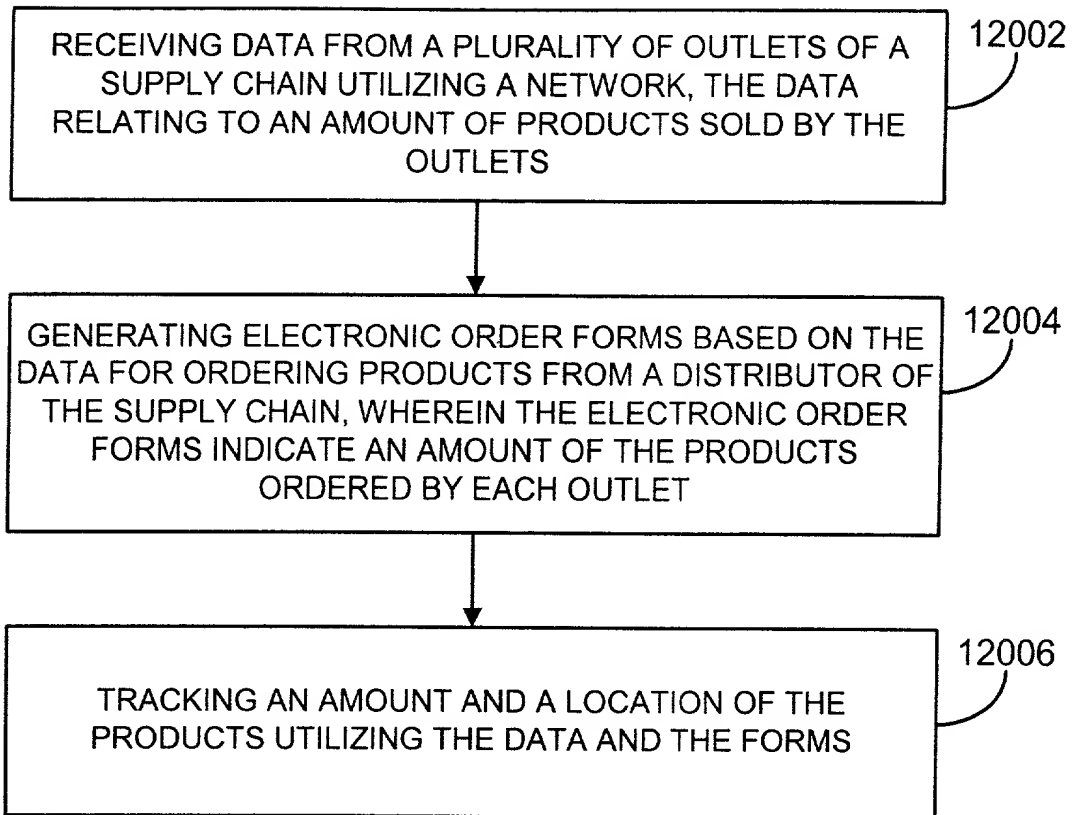 RECEIVING DATA FROM A PLURALITY OF OUTLETS OF A
SUPPLY CHAIN UTILIZING A NETWORK, THE DATA
RELATING TO AN AMOUNT OF PRODUCTS SOLD BY THE
OUTLETS
12002
GENERATING ELECTRONIC ORDER FORMS BASED ON THE
DATA FOR ORDERING PRODUCTS FROM A DISTRIBUTOR OF
THE SUPPLY CHAIN, WHEREIN THE ELECTRONIC ORDER
FORMS INDICATE AN AMOUNT OF THE PRODUCTS
ORDERED BY EACH OUTLET
12004
TRACKING AN AMOUNT AND A LOCATION OF THE
PRODUCTS UTILIZING THE DATA AND THE FORMS
12006